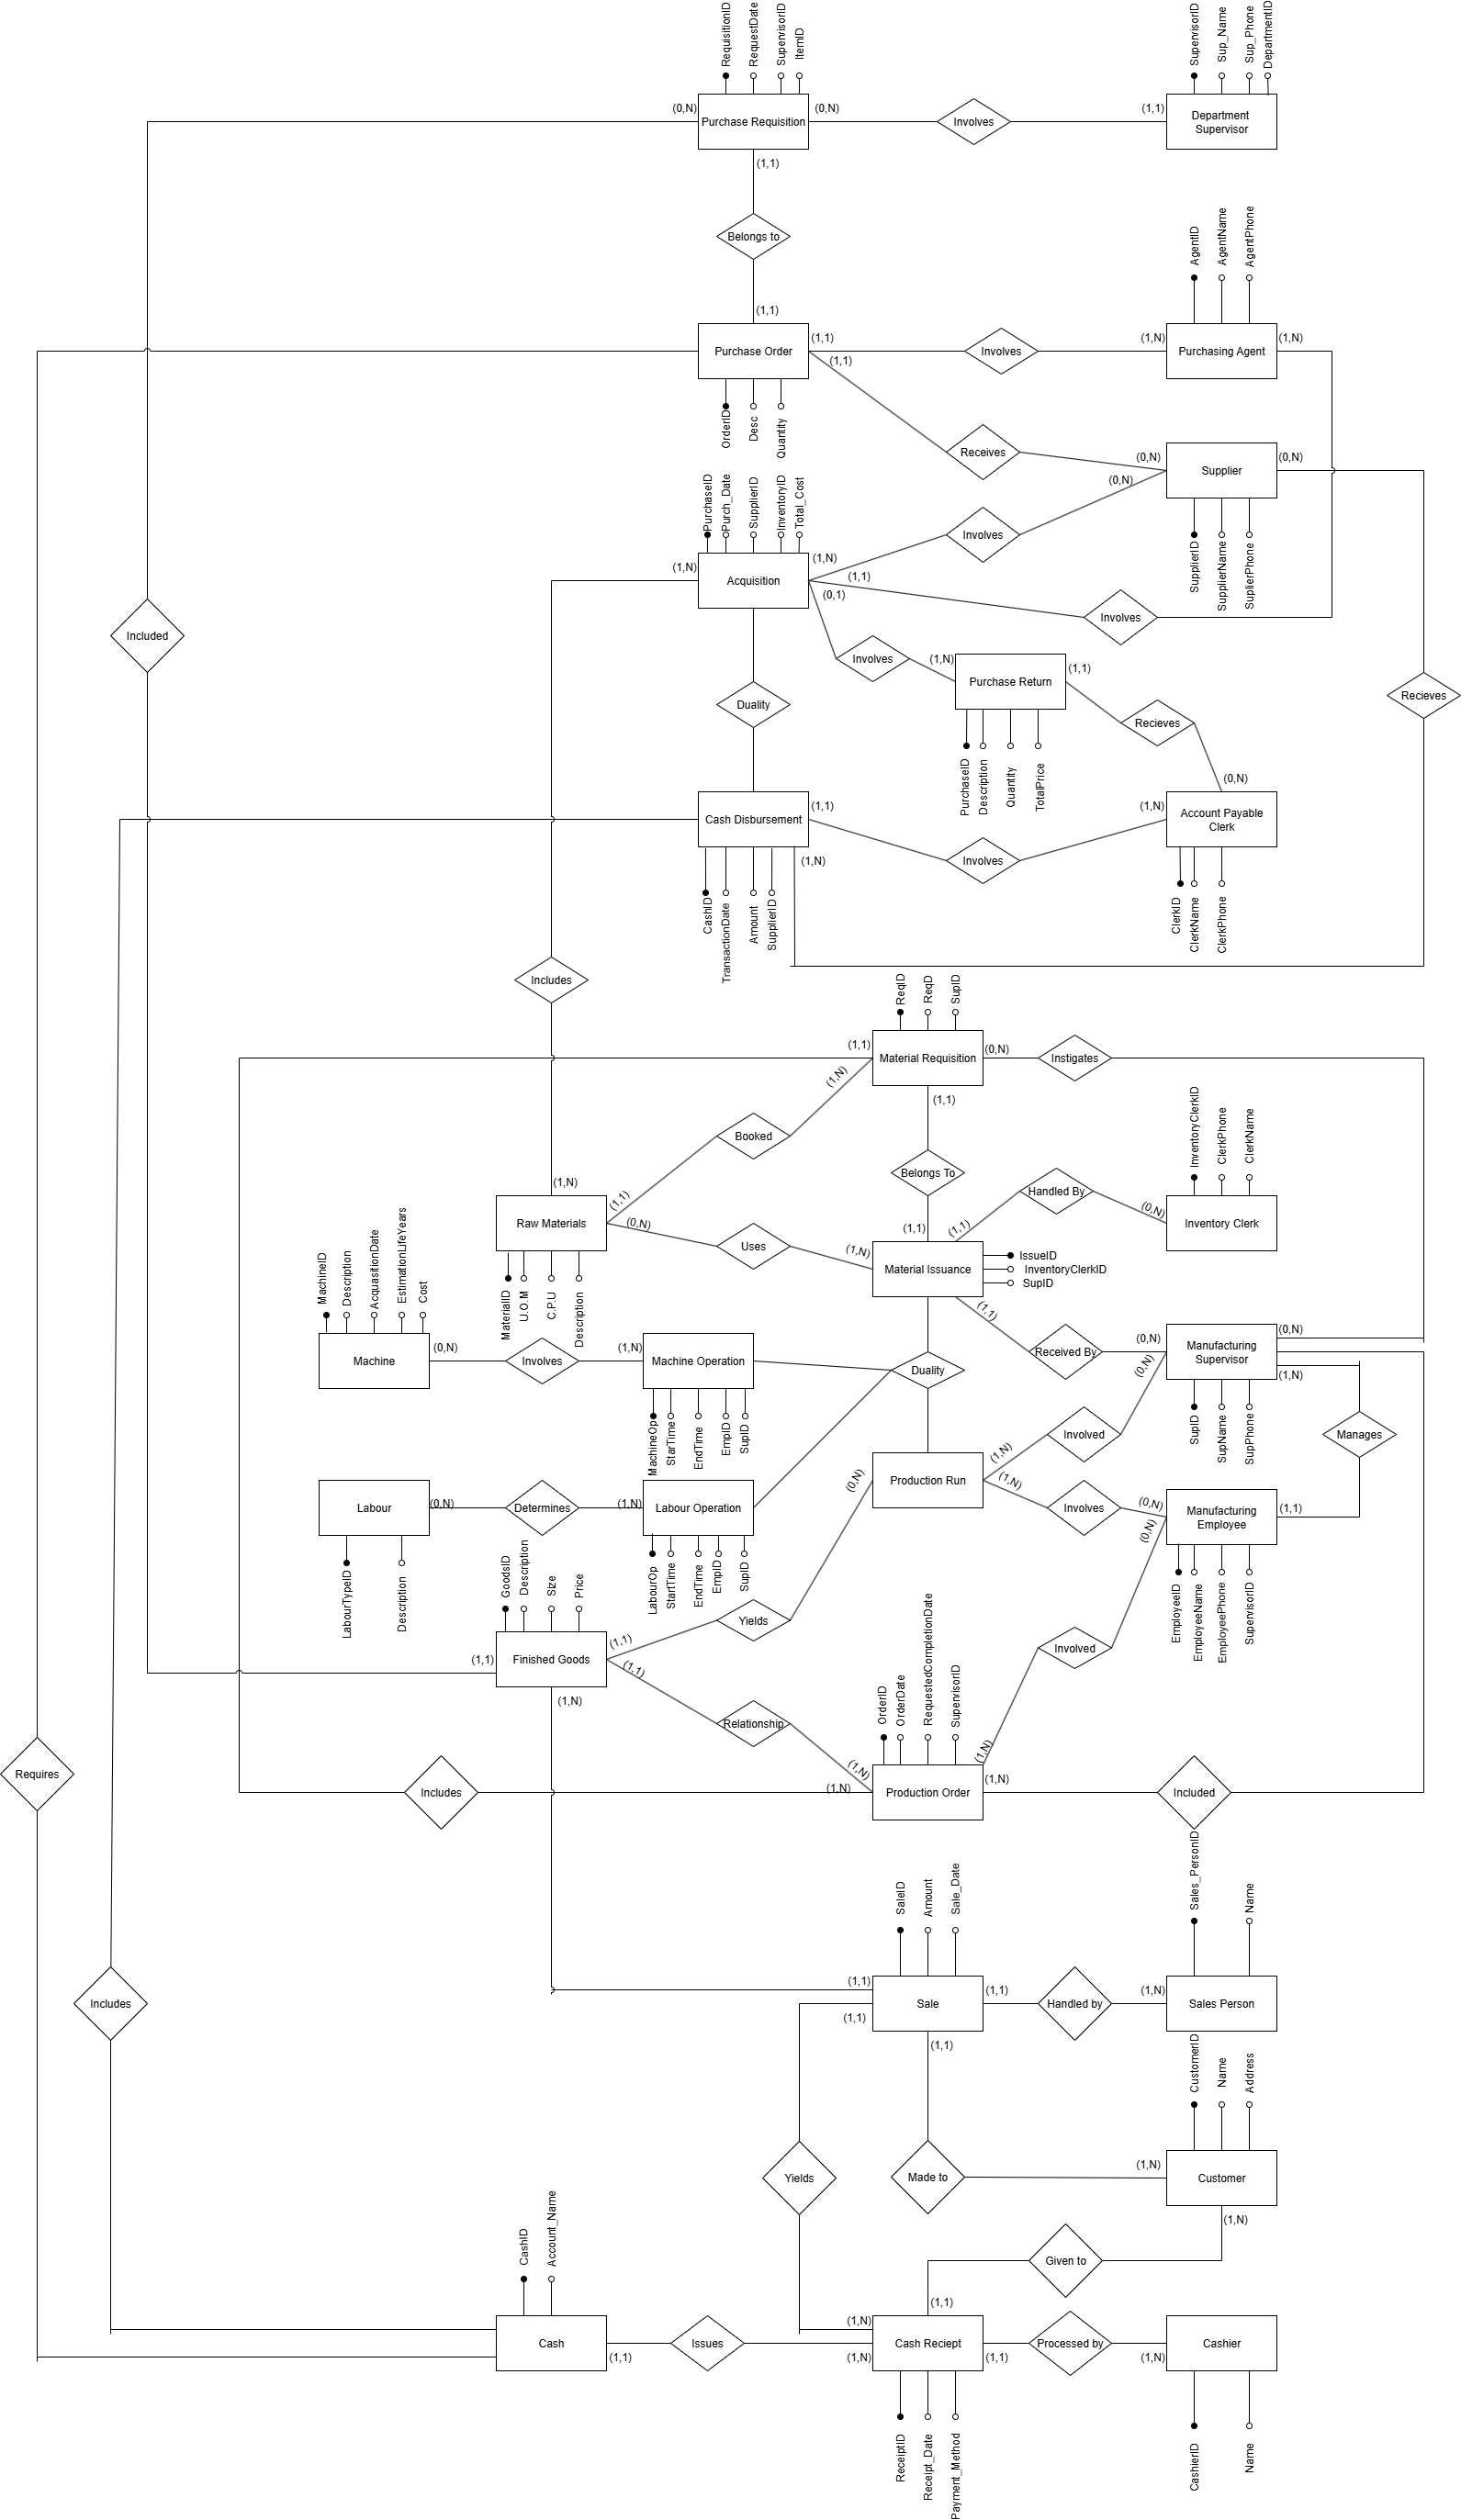 RequisitionID
RequestDate
SupervisorID
ItemID
SupervisorID
Sup_Name
Sup_Phone
DepartmentID
(0,N)
Purchase Requisition
(0,N)
Involves
(1,1)
Department
Supervisor
(1,1)
Belongs to
(1,1)
AgentID
AgentName
AgentPhone
Purchase Order
(1,1)
(1,1)
Involves
(1,N)
Purchasing Agent
(1,N)
OrderID
Desc
Quantity
Receives
(0,N)
Supplier
(0,N)
(0,N)
SupplierID
SupplierName
SuplierPhone
PurchaseID
Purch_Date
SupplierID
InventoryID
Total_Cost
Involves
(1,N)
Acquisition
(1,N)
(1,1)
(0,1)
Involves
Included
Involves
(1,N)
Purchase Return
(1,1)
PurchaseID
Description
Quantity
TotalPrice
Recieves
Recieves
(0,N)
Duality
Cash Disbursement
(1,1)
(1,N)
Involves
(1,N)
Account Payable
Clerk
CashID
TransactionDate
Amount
SupplierID
ClerkID
ClerkName
ClerkPhone
Includes
ReqID
ReqD
SupID
(1,1)
Material Requisition
(0,N)
Instigates
(1,N)
(1,1)
Booked
Belongs To
InventoryClerkID
ClerkPhone
ClerkName
(1,N)
Raw Materials
(1,1)
(0,N)
Uses
(1,N)
(1,1)
(1,1)
Handled By
(0,N)
Inventory Clerk
Material Issuance
IssueID
InventoryClerkID
SupID
MaterialID
U.O.M
C.P.U
Description
MachineID
Description
AcquasitionDate
EstimationLifeYears
Cost
Machine
(0,N)
Involves
(1,N)
Machine Operation
Duality
(1,1)
Received By
(0,N)
(0,N)
Manufacturing
Supervisor
(0,N)
(1,N)
SupID
SupName
SupPhone
Manages
MachineOp
StarTime
EndTime
EmpID
SupID
Involved
Labour
(0,N)
Determines
(1,N)
Labour Operation
(0,N)
Production Run
(1,N)
(1,N)
Involves
(0,N)
(0,N)
Manufacturing
Employee
(1,1)
LabourTypeID
Description
LabourOp
StartTime
EndTime
EmpID
SupID
EmployeeID
EmployeeName
EmployeePhone
SupervisorID
GoodsID
Description
Size
Price
Yields
(1,1)
Finished Goods
(1,1)
(1,1)
(1,N)
Involved
Relationship
OrderID
OrderDate
RequestedCompletionDate
SupervisorID
Requires
Includes
(1,N)
(1,N)
Production Order
(1,N)
(1,N)
Included
SaleID
Amount
Sale_Date
Sales_PersonID
Name
Includes
(1,1)
(1,1)
Sale
(1,1)
(1,1)
Handled by
(1,N)
Sales Person
CustomerID
Name
Address
Yields
Made to
(1,N)
Customer
(1,N)
Given to
CashID
Account_Name
Cash
(1,1)
Issues
(1,N)
(1,N)
(1,1)
Cash Reciept
(1,1)
Processed by
(1,N)
Cashier
ReceiptID
Receipt_Date
Payment_Method
CashierID
Name